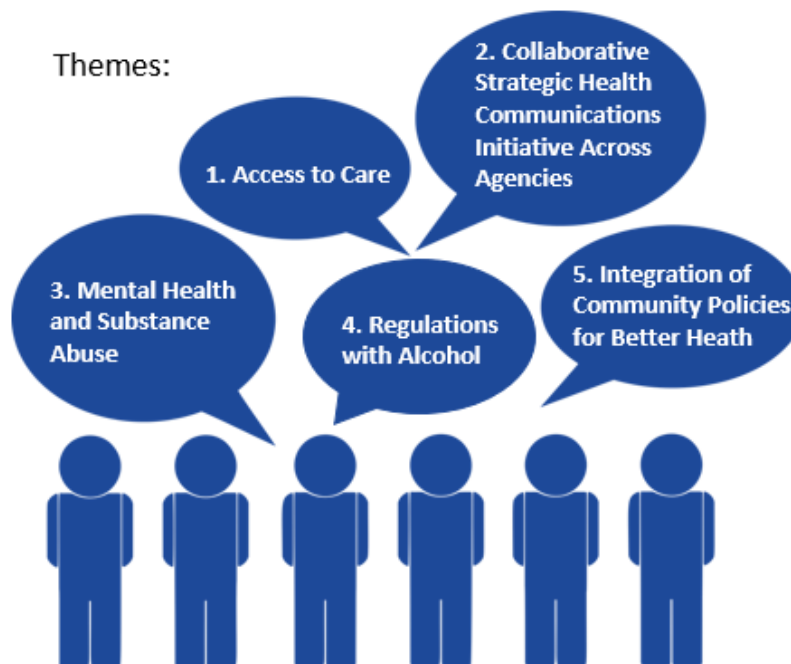 Themes:
1. Access to Care
2. Collaborative
Strategic Health
Communications
Initiative Across
Agencies
3. Mental Health
and Substance
Abuse
4. Regulations
with Alcohol
5. Integration of
Community Policies
for Better Heath